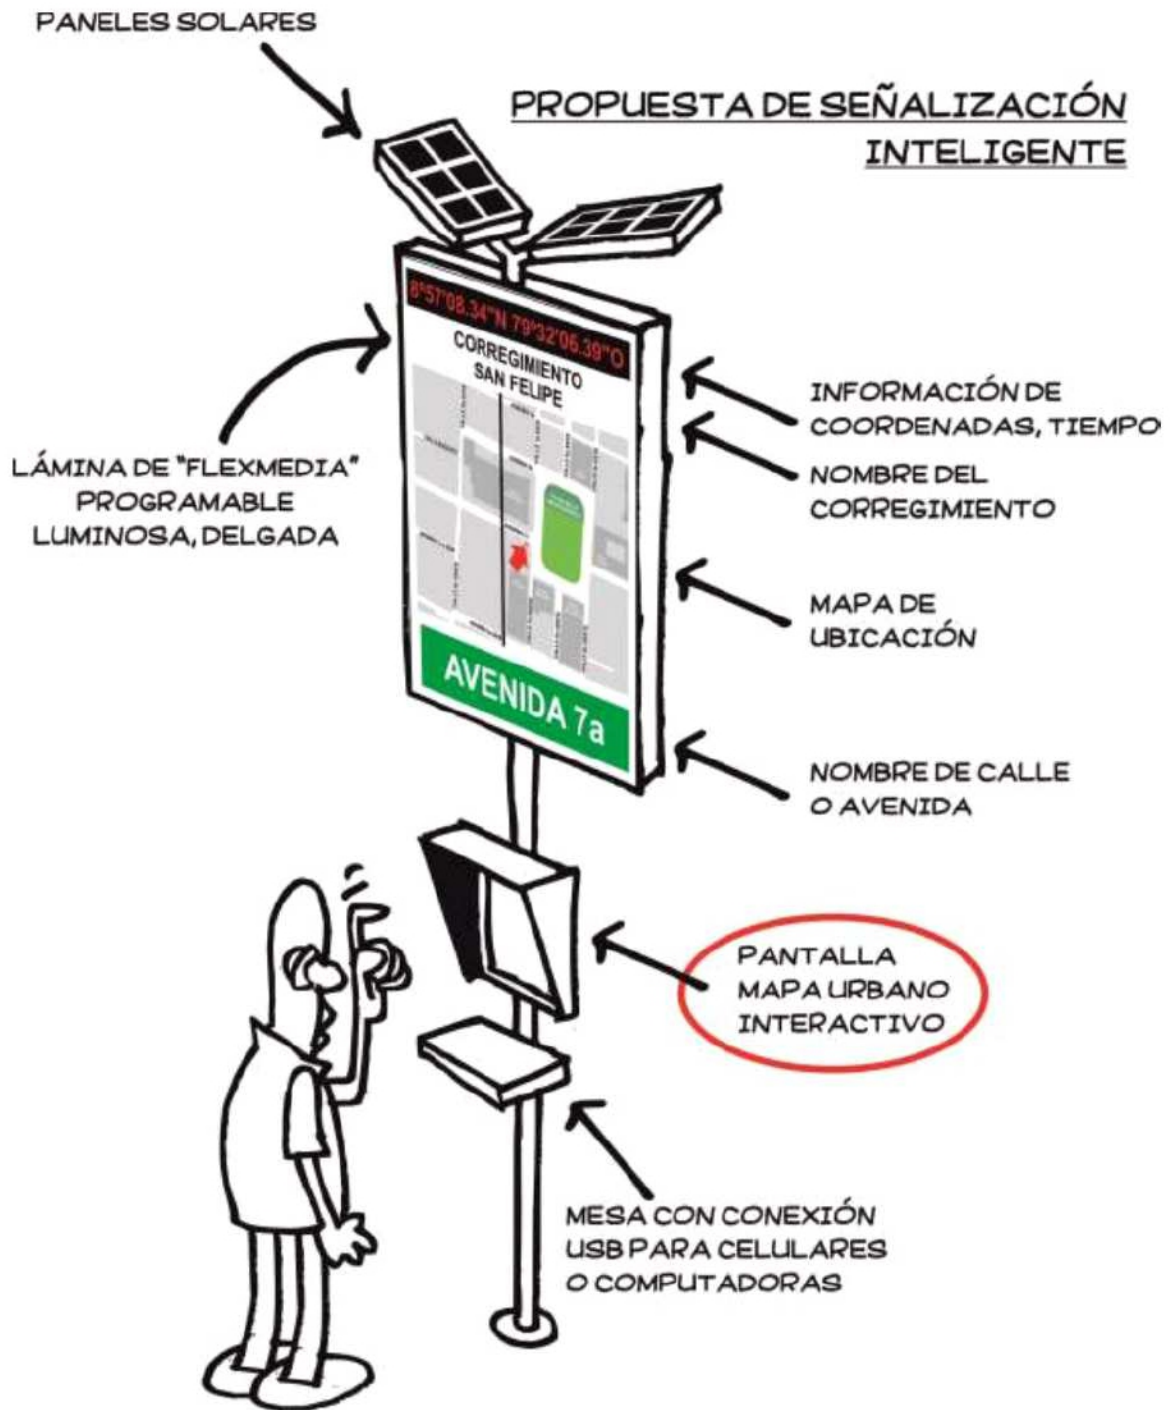 PANELES SOLARES
PROPUESTA DE SEÑALIZACIÓN
INTELIGENTE
8°57'08.34"N 79°32'06.39"O
CORREGIMIENTO
SAN FELIPE
INFORMACIÓN DE
COORDENADAS, TIEMPO
LÁMINA DE "FLEXMEDIA"
PROGRAMABLE
LUMINOSA, DELGADA
NOMBRE DEL
CORREGIMIENTO
MAPA DE
UBICACIÓN
AVENIDA 7a
NOMBRE DE CALLE
O AVENIDA
PANTALLA
MAPA URBANO
INTERACTIVO
MESA CON CONEXIÓN
USB PARA CELULARES
O COMPUTADORAS